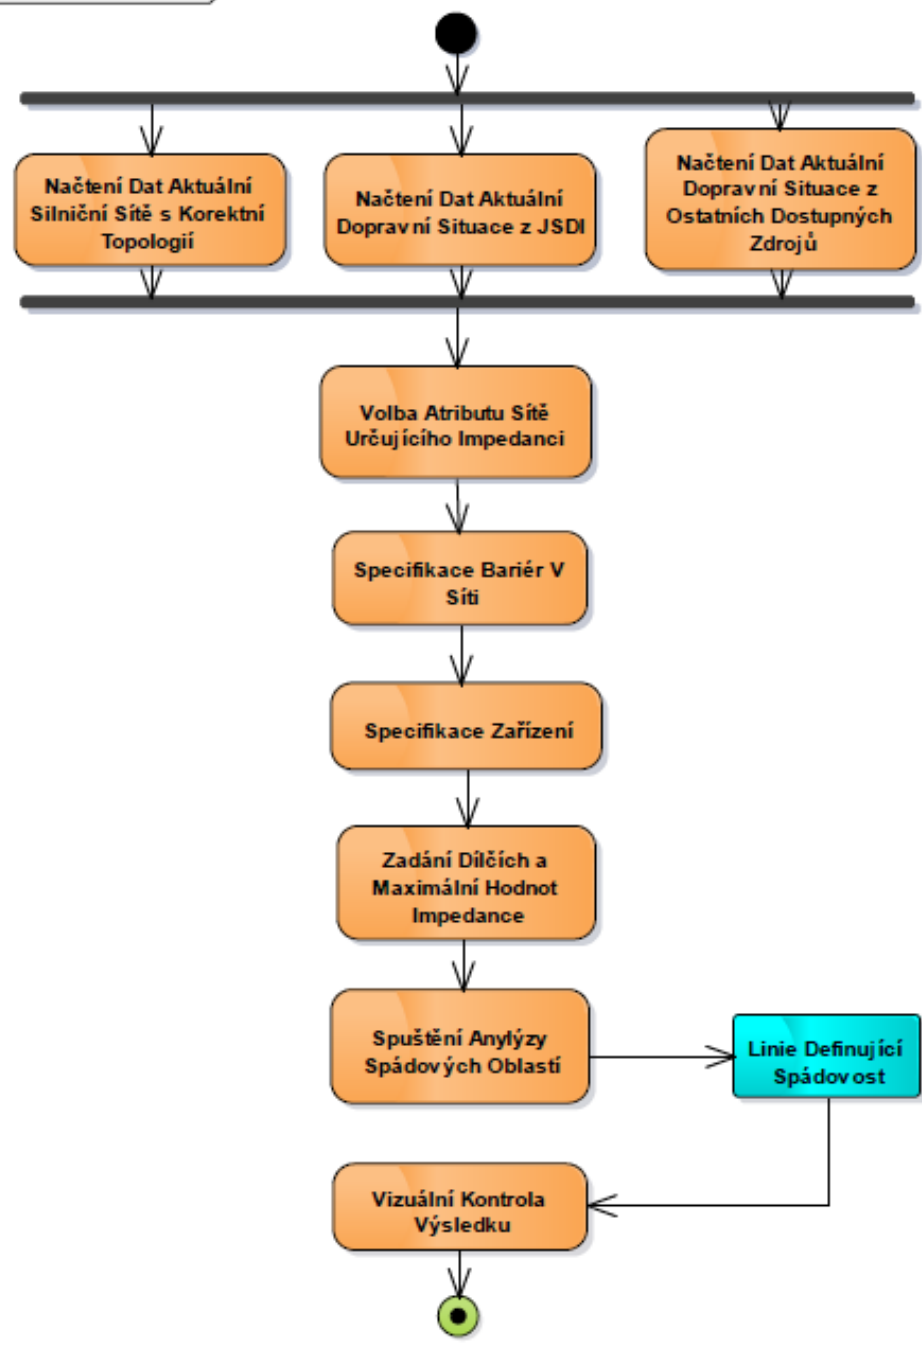 Načtení Dat Aktuální
Silniční Sítě s Korektní
Topologií
Načtení Dat Aktuální
Dopravní Situace z JSDI
Načtení Dat Aktuální
Dopravní Situace z
Ostatních Dostupných
Zdrojů
Volba Atributu Sítě
Určujícího Impedanci
Specifikace Bariér V
Síti
Specifikace Zařízení
Zadání Dílčích a
Maximální Hodnot
Impedance
Spuštění Anylýzy
Spádových Oblastí
Linie Definující
Spádovost
Vizuální Kontrola
Výsledku